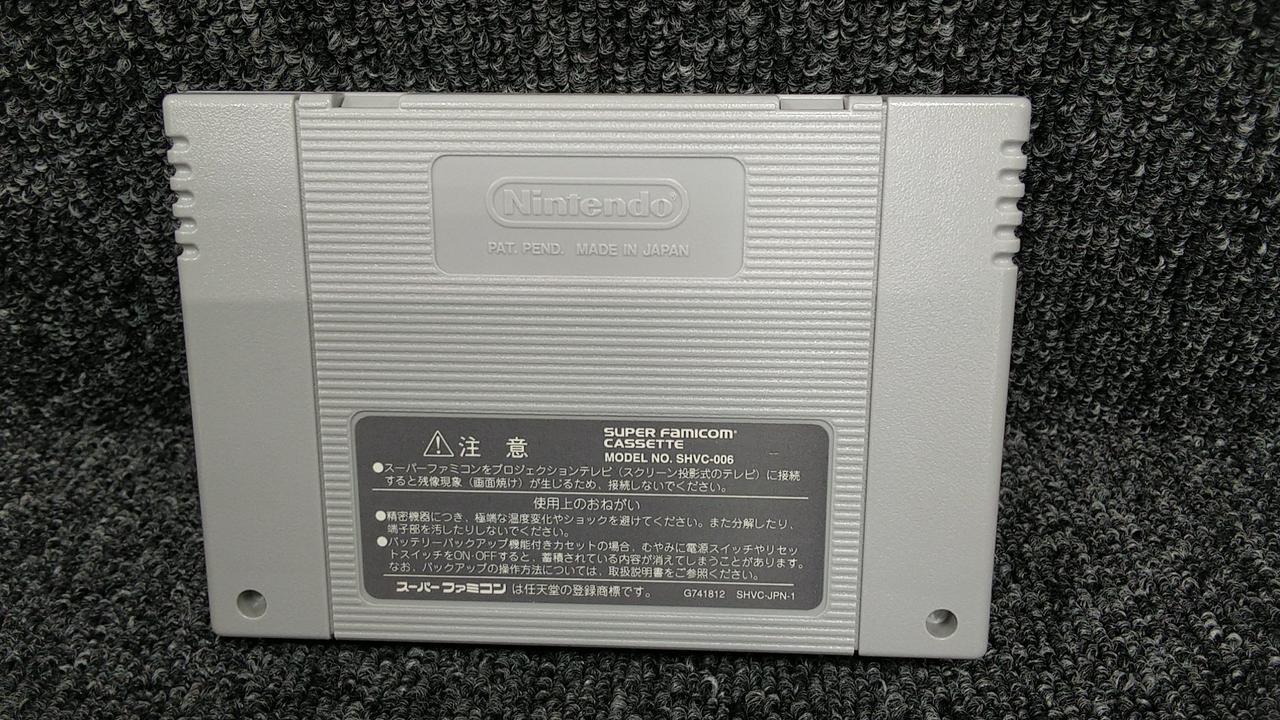 Nintendo®
PAT. PEND. MADE IN JAPAN
注意
SUPER FAMICOM®
CASSETTE
MODEL NO. SHVC-006
●スーパーファミコンをプロジェクションテレビ（スクリーン投影式のテレビ）に接続
すると残像現象（画面焼け）が生じるため、接続しないでください。
使用上のおねがい
●精密機器につき、極端な温度変化やショックを避けてください。また分解したり、
端子部を汚したりしないでください。
●バッテリーバックアップ機能付きカセットの場合、むやみに電源スイッチやリセッ
トスイッチをON・OFFすると、蓄積されている内容が消えてしまうことがあります。
なお、バックアップの操作方法については、取扱説明書をご参照ください。
スーパーファミコンは任天堂の登録商標です。 G741812 SHVC-JPN-1